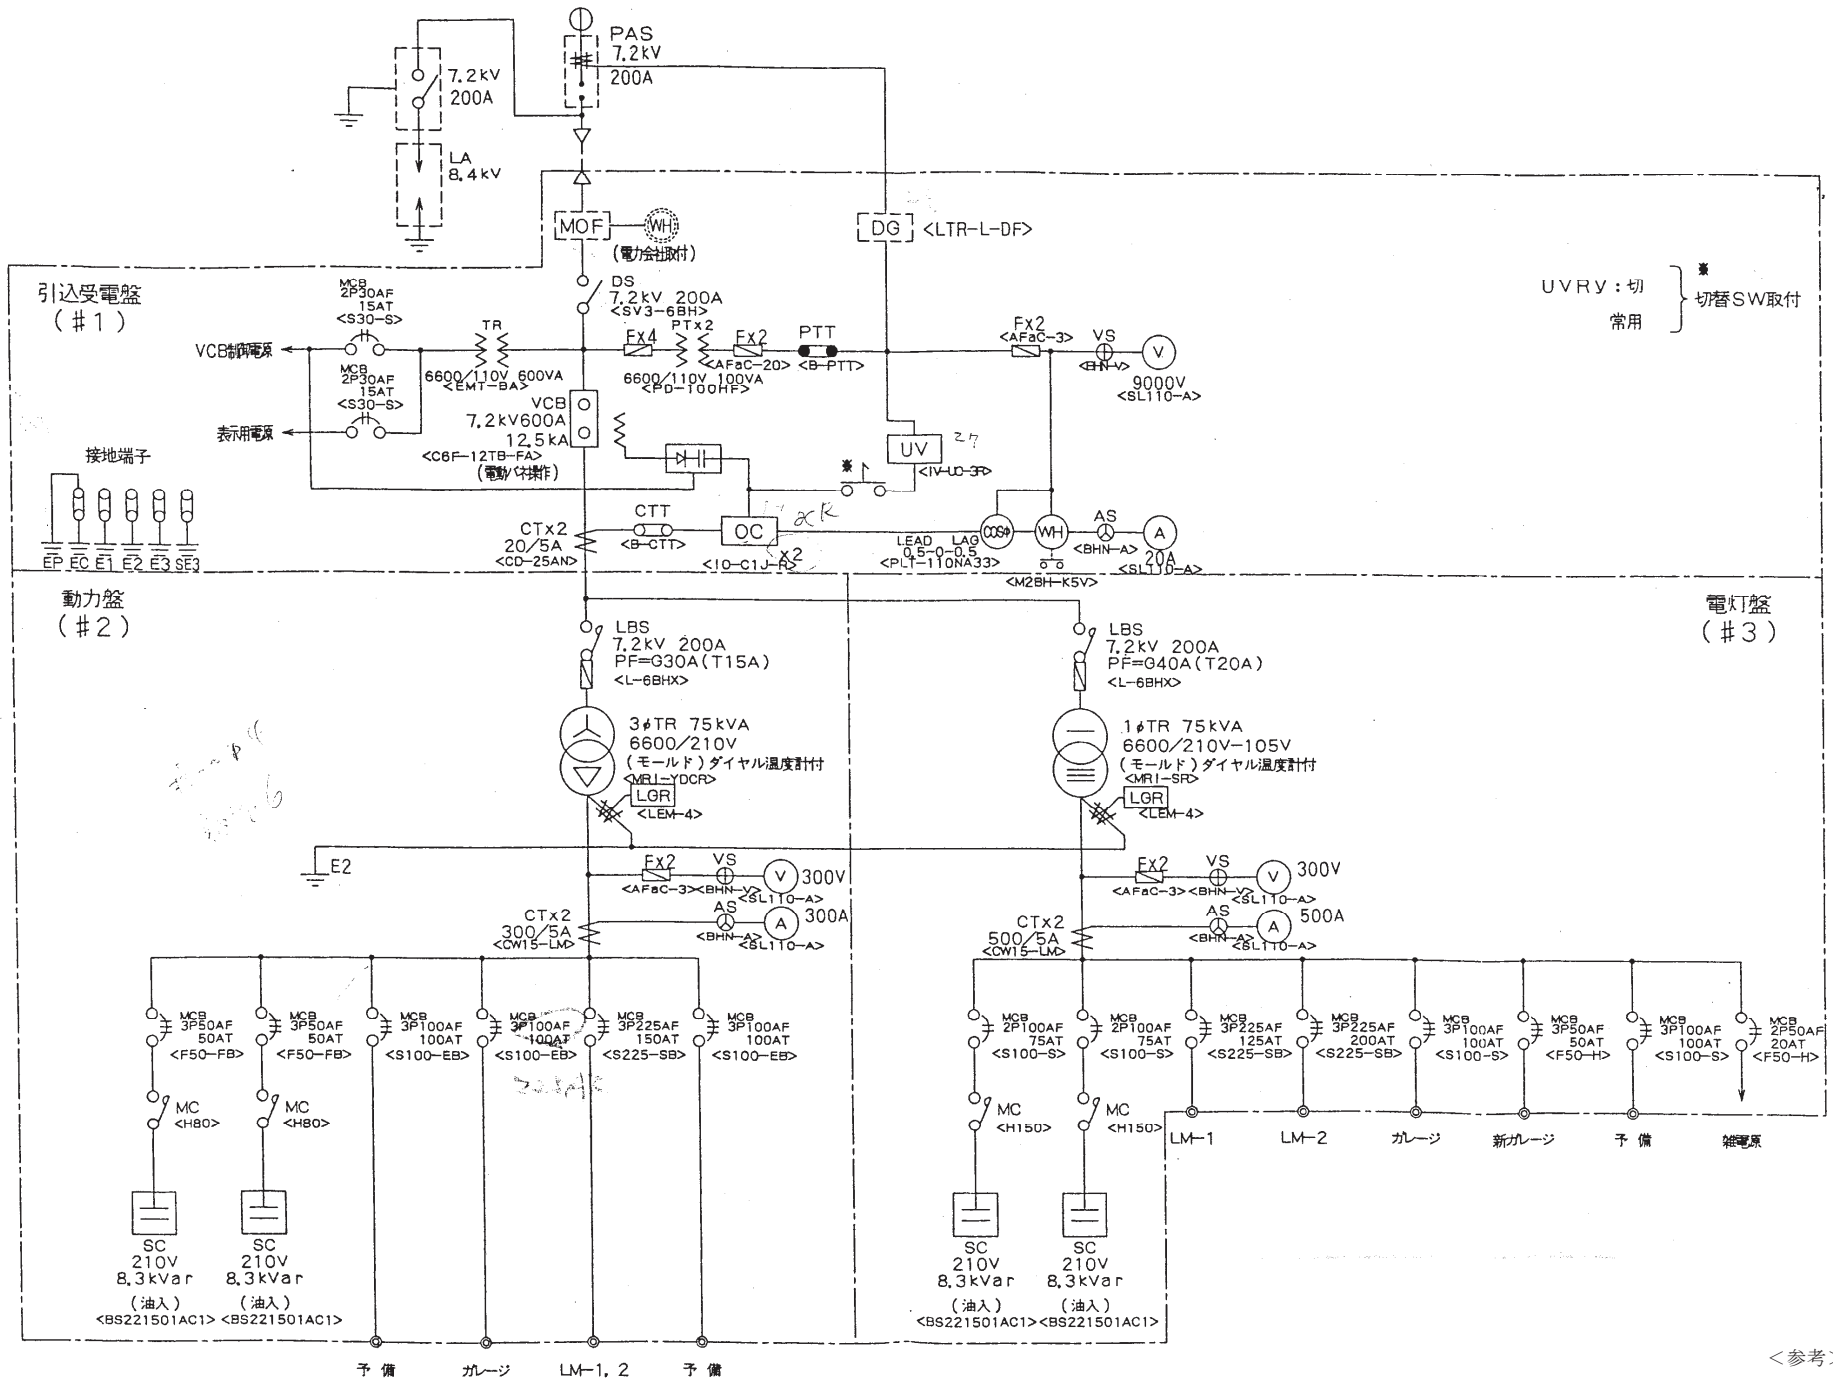 PAS
7.2kV
200A
7.2kV
200A
LA
8.4kV
MOF
WH
(電力会社取付)
DG
<LTR-L-DF>
引込受電盤
(#1)
UVRy:切
常用
※
切替SW取付
MCB
2P30AF
15AT
<S30-S>
VCB制御電源
MCB
2P30AF
15AT
<S30-S>
表示用電源
TR
6600/110V 600VA
<EMT-BA>
DS
7.2kV 200A
<SV3-6BH>
Fx4
PTx2
6600/110V 100VA
<PD-100HF>
Fx2
<AFaC-20>
PTT
<B-PTT>
Fx2
<AFaC-3>
VS
<BHN-V>
V
9000V
<SL110-A>
VCB
7.2kV600A
12.5kA
<C6F-12TB-FA>
(電動バネ操作)
UV
27
<IV-UC-3R>
※
接地端子
EP
EC
E1
E2
E3
SE3
CTx2
20/5A
<CD-25AN>
CTT
<B-CTT>
OC
x2
<IO-C1J-R>
LEAD LAG
0.5-0-0.5
<PLT-110NA33>
COSφ
WH
<M2BH-K5V>
AS
<BHN-A>
A
20A
<SL110-A>
動力盤
(#2)
LBS
7.2kV 200A
PF=G30A(T15A)
<L-6BHX>
3φTR 75kVA
6600/210V
(モールド)ダイヤル温度計付
<MRI-YDCR>
LGR
<LEM-4>
E2
Fx2
<AFaC-3>
VS
<BHN-V>
V
300V
<SL110-A>
CTx2
300/5A
<CW15-LM>
AS
<BHN-A>
A
300A
<SL110-A>
MCB
3P50AF
50AT
<F50-FB>
MCB
3P50AF
50AT
<F50-FB>
MCB
3P100AF
100AT
<S100-EB>
MCB
3P100AF
100AT
<S100-EB>
MCB
3P225AF
150AT
<S225-SB>
MCB
3P100AF
100AT
<S100-EB>
MC
<H80>
MC
<H80>
SC
210V
8.3kVar
(油入)
<BS221501AC1>
SC
210V
8.3kVar
(油入)
<BS221501AC1>
予備
ガレージ
LM-1,2
予備
電灯盤
(#3)
LBS
7.2kV 200A
PF=G40A(T20A)
<L-6BHX>
1φTR 75kVA
6600/210V-105V
(モールド)ダイヤル温度計付
<MRI-SR>
LGR
<LEM-4>
Fx2
<AFaC-3>
VS
<BHN-V>
V
300V
<SL110-A>
CTx2
500/5A
<CW15-LM>
AS
<BHN-A>
A
500A
<SL110-A>
MCB
2P100AF
75AT
<S100-S>
MCB
2P100AF
75AT
<S100-S>
MCB
3P225AF
125AT
<S225-SB>
MCB
3P225AF
200AT
<S225-SB>
MCB
3P100AF
100AT
<S100-S>
MCB
3P50AF
50AT
<F50-H>
MCB
3P100AF
100AT
<S100-S>
MCB
2P50AF
20AT
<F50-H>
MC
<H150>
MC
<H150>
LM-1
LM-2
ガレージ
新ガレージ
予備
雑電源
SC
210V
8.3kVar
(油入)
<BS221501AC1>
SC
210V
8.3kVar
(油入)
<BS221501AC1>
<参考>